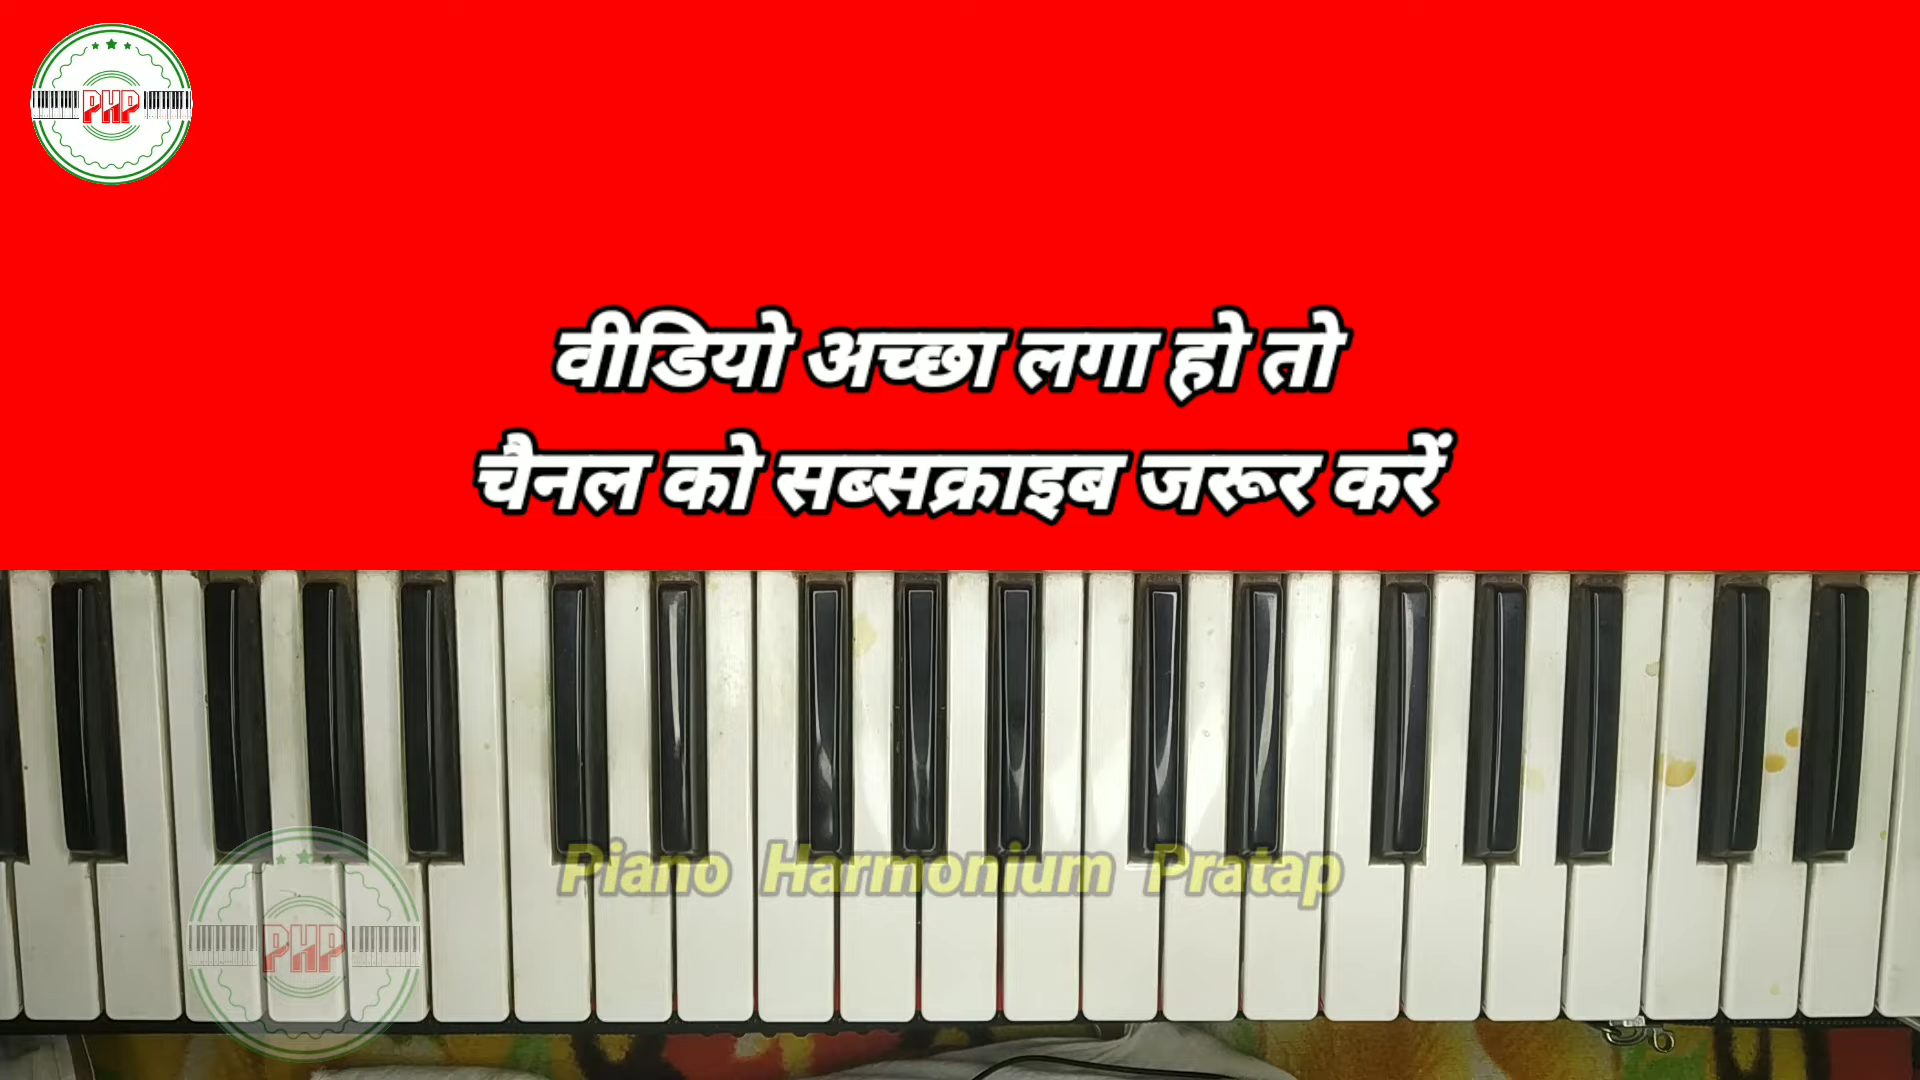 PHP
वीडियो अच्छा लगा हो तो
चैनल को सब्सक्राइब जरूर करें
Piano Harmonium Pratap
PHP